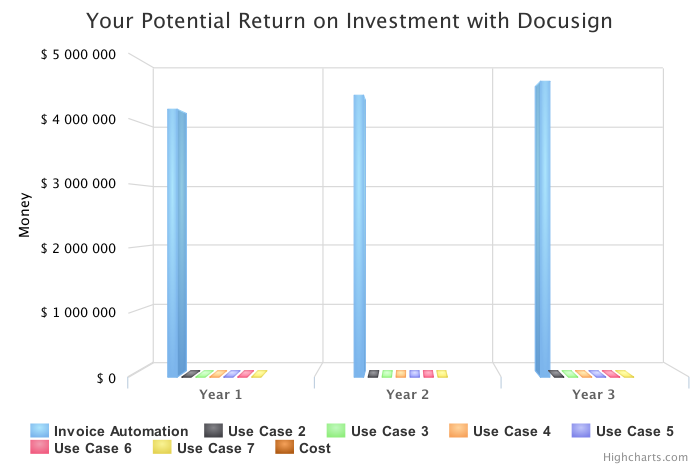 Your Potential Return on Investment with Docusign
$ 5 000 000
$ 4 000 000
$ 3 000 000
$ 2 000 000
$ 1 000 000
$ 0
Money
Year 1
Year 2
Year 3
Invoice Automation Use Case 2 Use Case 3 Use Case 4 Use Case 5
Use Case 6 Use Case 7 Cost
Highcharts.com